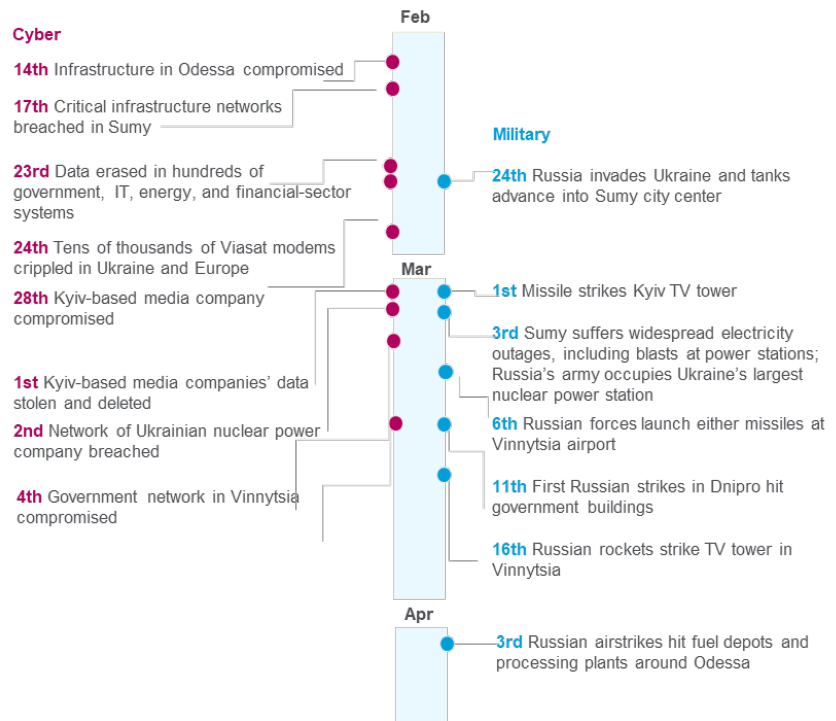 Feb
Cyber
14th Infrastructure in Odessa compromised
17th Critical infrastructure networks
breached in Sumy
23rd Data erased in hundreds of
government, IT, energy, and financial-sector
systems
24th Tens of thousands of Viasat modems
crippled in Ukraine and Europe
28th Kyiv-based media company
compromised
1st Kyiv-based media companies' data
stolen and deleted
2nd Network of Ukrainian nuclear power
company breached
4th Government network in Vinnytsia
compromised
Military
24th Russia invades Ukraine and tanks
advance into Sumy city center
Mar
1st Missile strikes Kyiv TV tower
3rd Sumy suffers widespread electricity
outages, including blasts at power stations;
Russia's army occupies Ukraine's largest
nuclear power station
6th Russian forces launch either missiles at
Vinnytsia airport
11th First Russian strikes in Dnipro hit
government buildings
16th Russian rockets strike TV tower in
Vinnytsia
Apr
3rd Russian airstrikes hit fuel depots and
processing plants around Odessa